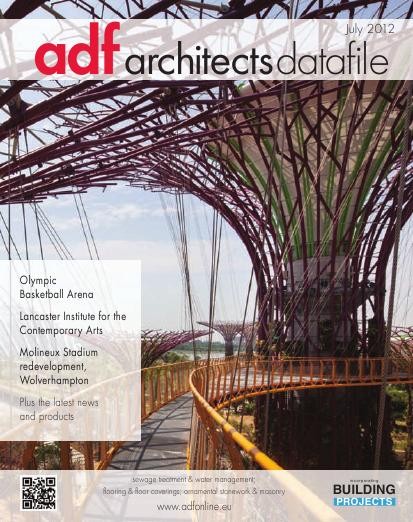 July 2012
adf architectsdatafile
Olympic
Basketball Arena
Lancaster Institute for the
Contemporary Arts
Molineux Stadium
redevelopment,
Wolverhampton
Plus the latest news
and products
sewage treatment & water management;
flooring & floor coverings; ornamental stonework & masonry
www.adfonline.eu
incorporating
BUILDING
PROJECTS